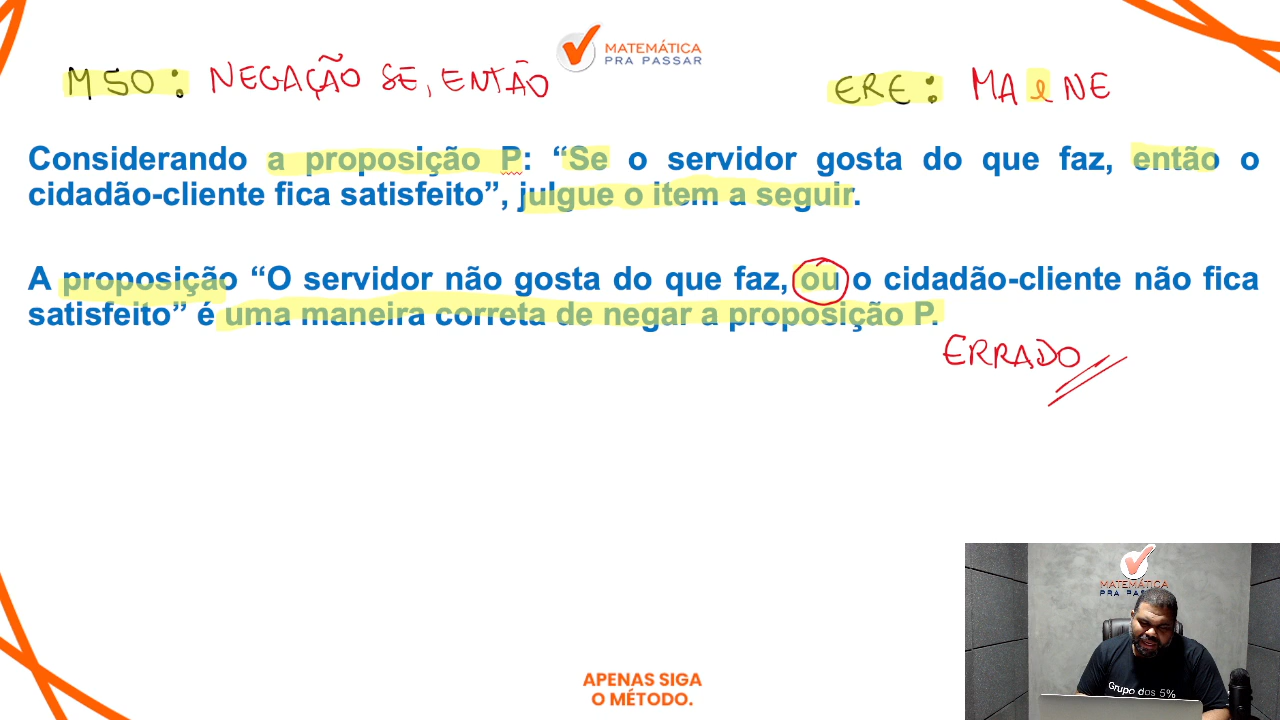 MATEMÁTICA
PRA PASSAR
M50: NEGAÇÃO SE, ENTÃO
ERE: MA e NE
Considerando a proposição P: “Se o servidor gosta do que faz, então o
cidadão-cliente fica satisfeito”, julgue o item a seguir.
A proposição “O servidor não gosta do que faz, ou o cidadão-cliente não fica
satisfeito” é uma maneira correta de negar a proposição P.
ERRADO
MATEMÁTICA
PRA PASSAR
Grupo dos 5%
APENAS SIGA
O MÉTODO.